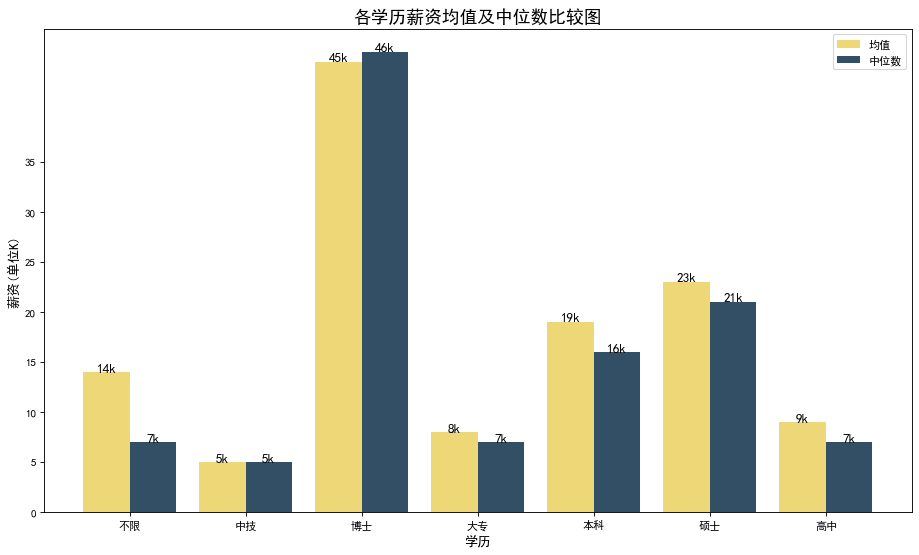 各学历薪资均值及中位数比较图
均值
中位数
薪资(单位K)
35
30
25
20
15
10
5
0
14k
7k
5k
5k
45k
46k
8k
7k
19k
16k
23k
21k
9k
7k
不限
中技
博士
大专
本科
硕士
高中
学历